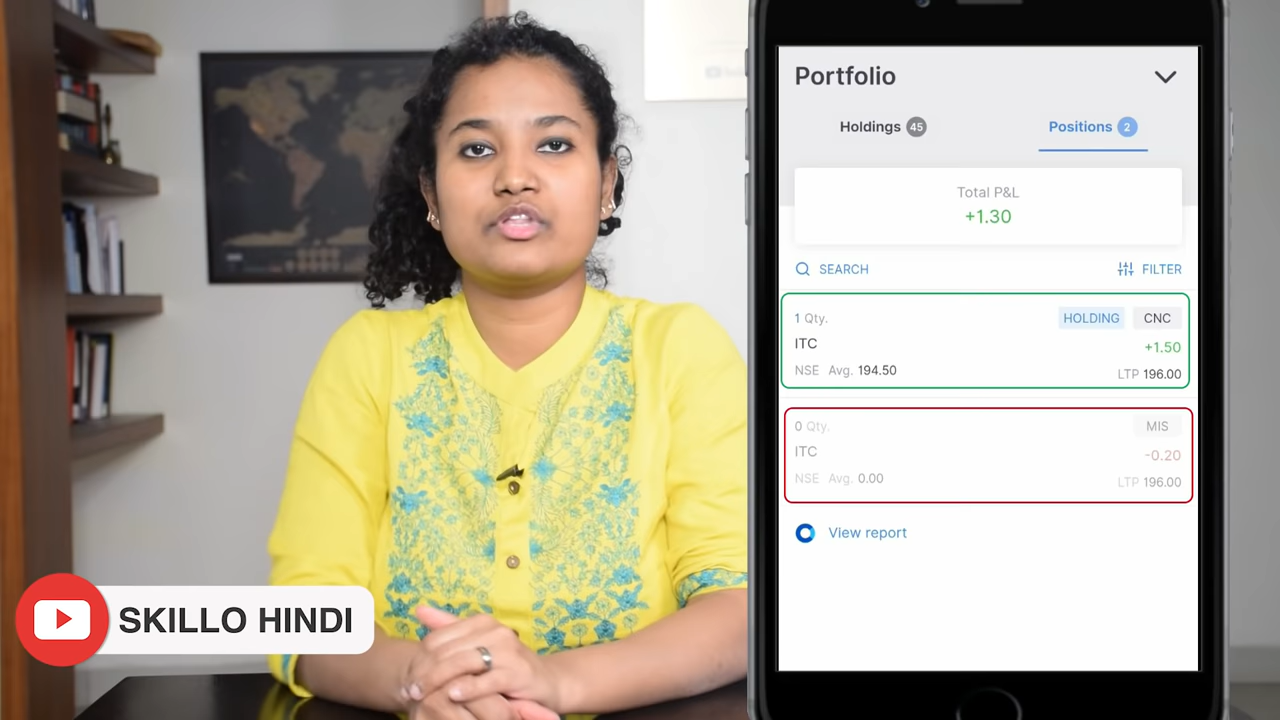 Portfolio
Holdings 45
Positions 2
Total P&L
+1.30
SEARCH
FILTER
1 Qty.
HOLDING CNC
ITC
+1.50
NSE Avg. 194.50
LTP 196.00
0 Qty.
MIS
ITC
-0.20
NSE Avg. 0.00
LTP 196.00
View report
SKILLO HINDI